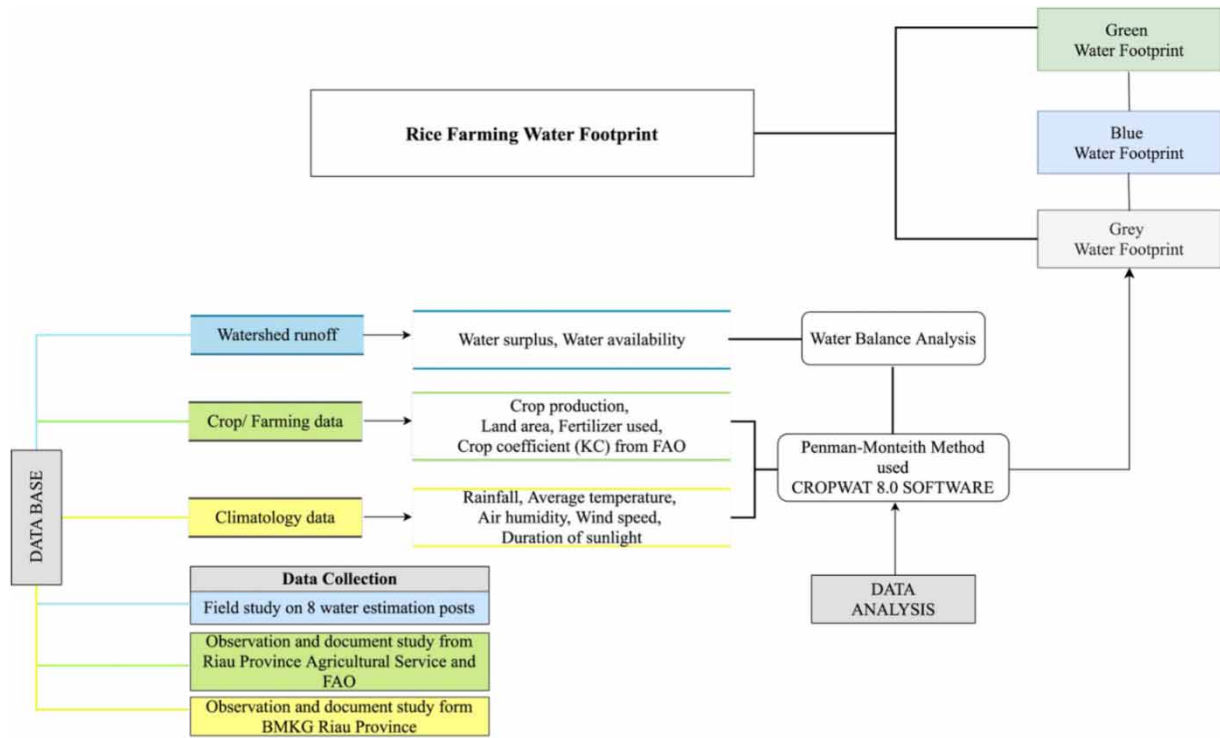 Green
Water Footprint
Rice Farming Water Footprint
Blue
Water Footprint
Grey
Water Footprint
Watershed runoff
Water surplus, Water availability
Water Balance Analysis
Crop/ Farming data
Crop production,
Land area, Fertilizer used,
Crop coefficient (KC) from FAO
Penman-Monteith Method
used
CROPWAT 8.0 SOFTWARE
DATA BASE
Climatology data
Rainfall, Average temperature,
Air humidity, Wind speed,
Duration of sunlight
Data Collection
Field study on 8 water estimation posts
Observation and document study from
Riau Province Agricultural Service and
FAO
Observation and document study form
BMKG Riau Province
DATA
ANALYSIS